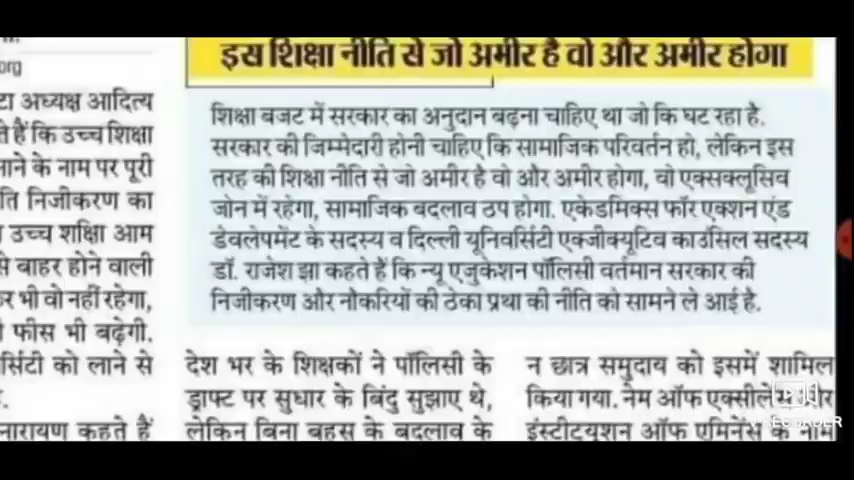 org
इस शिक्षा नीति से जो अमीर है वो और अमीर होगा
टा अध्यक्ष आदित्य
ते हैं कि उच्च शिक्षा
लाने के नाम पर पूरी
ति निजीकरण का
उच्च शक्षिा आम
से बाहर होने वाली
र भी वो नहीं रहेगा,
फीस भी बढ़ेगी.
र्सिटी को लाने से
नारायण कहते हैं
शिक्षा बजट में सरकार का अनुदान बढ़ना चाहिए था जो कि घट रहा है.
सरकार की जिम्मेदारी होनी चाहिए कि सामाजिक परिवर्तन हो, लेकिन इस
तरह की शिक्षा नीति से जो अमीर है वो और अमीर होगा, वो एक्सक्लूसिव
जोन में रहेगा, सामाजिक बदलाव ठप होगा. एकेडमिक्स फॉर एक्शन एंड
डेवलेपमेंट के सदस्य व दिल्ली यूनिवर्सिटी एक्जीक्यूटिव काउंसिल सदस्य
डॉ. राजेश झा कहते हैं कि न्यू एजुकेशन पॉलिसी वर्तमान सरकार की
निजीकरण और नौकरियों की ठेका प्रथा की नीति को सामने ले आई है.
देश भर के शिक्षकों ने पॉलिसी के
ड्राफ्ट पर सुधार के बिंदु सुझाए थे,
लेकिन बिना बहस के बदलाव के
न छात्र समुदाय को इसमें शामिल
किया गया. नेम ऑफ एक्सीलेंस और
इंस्टीट्यूशन ऑफ एमिनेंस के नाम